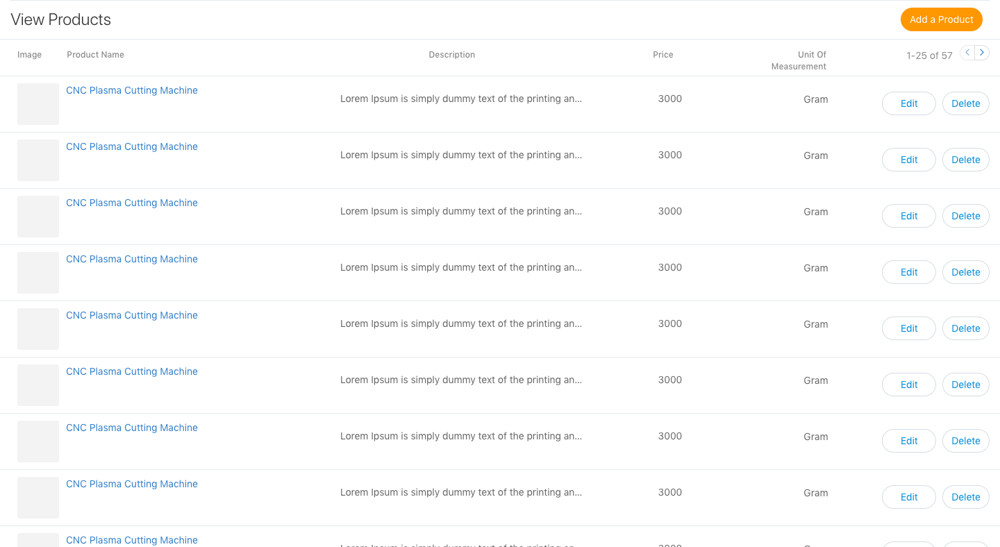 View Products
Add a Product
Image Product Name Description Price Unit Of Measurement 1-25 of 57
CNC Plasma Cutting Machine Lorem Ipsum is simply dummy text of the printing an... 3000 Gram Edit Delete
CNC Plasma Cutting Machine Lorem Ipsum is simply dummy text of the printing an... 3000 Gram Edit Delete
CNC Plasma Cutting Machine Lorem Ipsum is simply dummy text of the printing an... 3000 Gram Edit Delete
CNC Plasma Cutting Machine Lorem Ipsum is simply dummy text of the printing an... 3000 Gram Edit Delete
CNC Plasma Cutting Machine Lorem Ipsum is simply dummy text of the printing an... 3000 Gram Edit Delete
CNC Plasma Cutting Machine Lorem Ipsum is simply dummy text of the printing an... 3000 Gram Edit Delete
CNC Plasma Cutting Machine Lorem Ipsum is simply dummy text of the printing an... 3000 Gram Edit Delete
CNC Plasma Cutting Machine Lorem Ipsum is simply dummy text of the printing an... 3000 Gram Edit Delete
CNC Plasma Cutting Machine